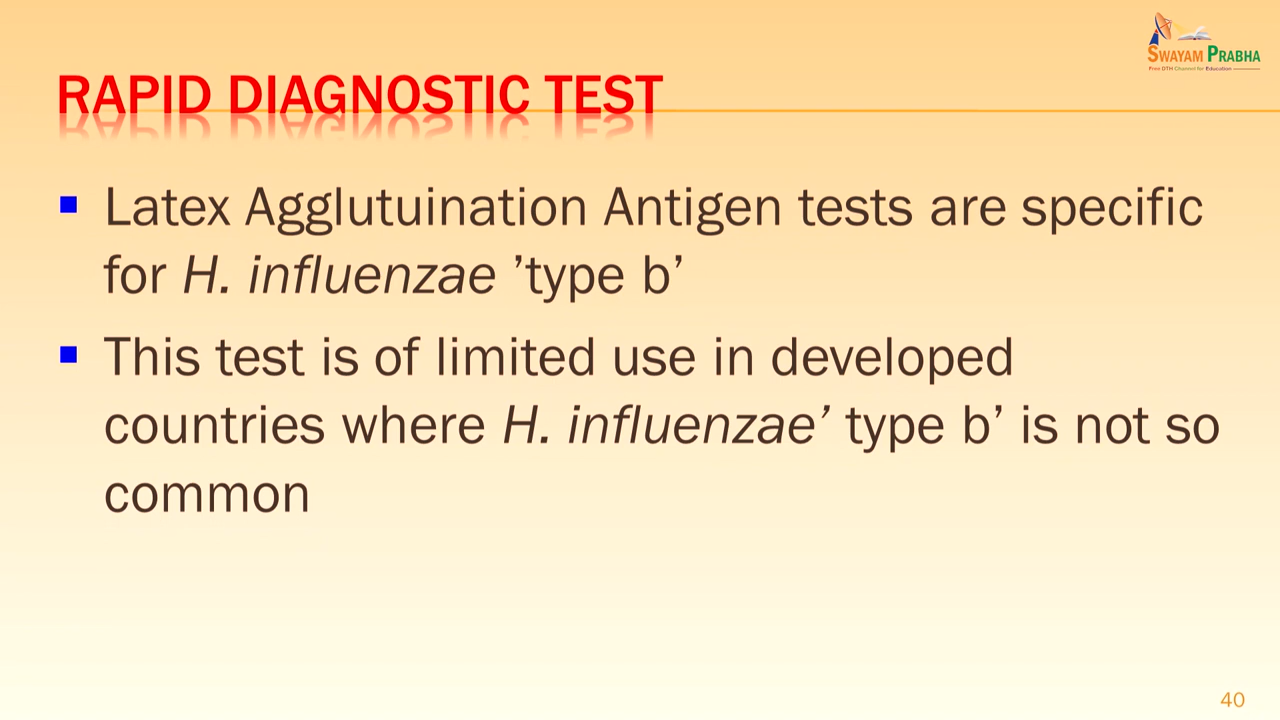 SWAYAM PRABHA
Free DTH Channel for Education
RAPID DIAGNOSTIC TEST
Latex Agglutuination Antigen tests are specific
for H. influenzae ’type b’
This test is of limited use in developed
countries where H. influenzae’ type b’ is not so
common
40